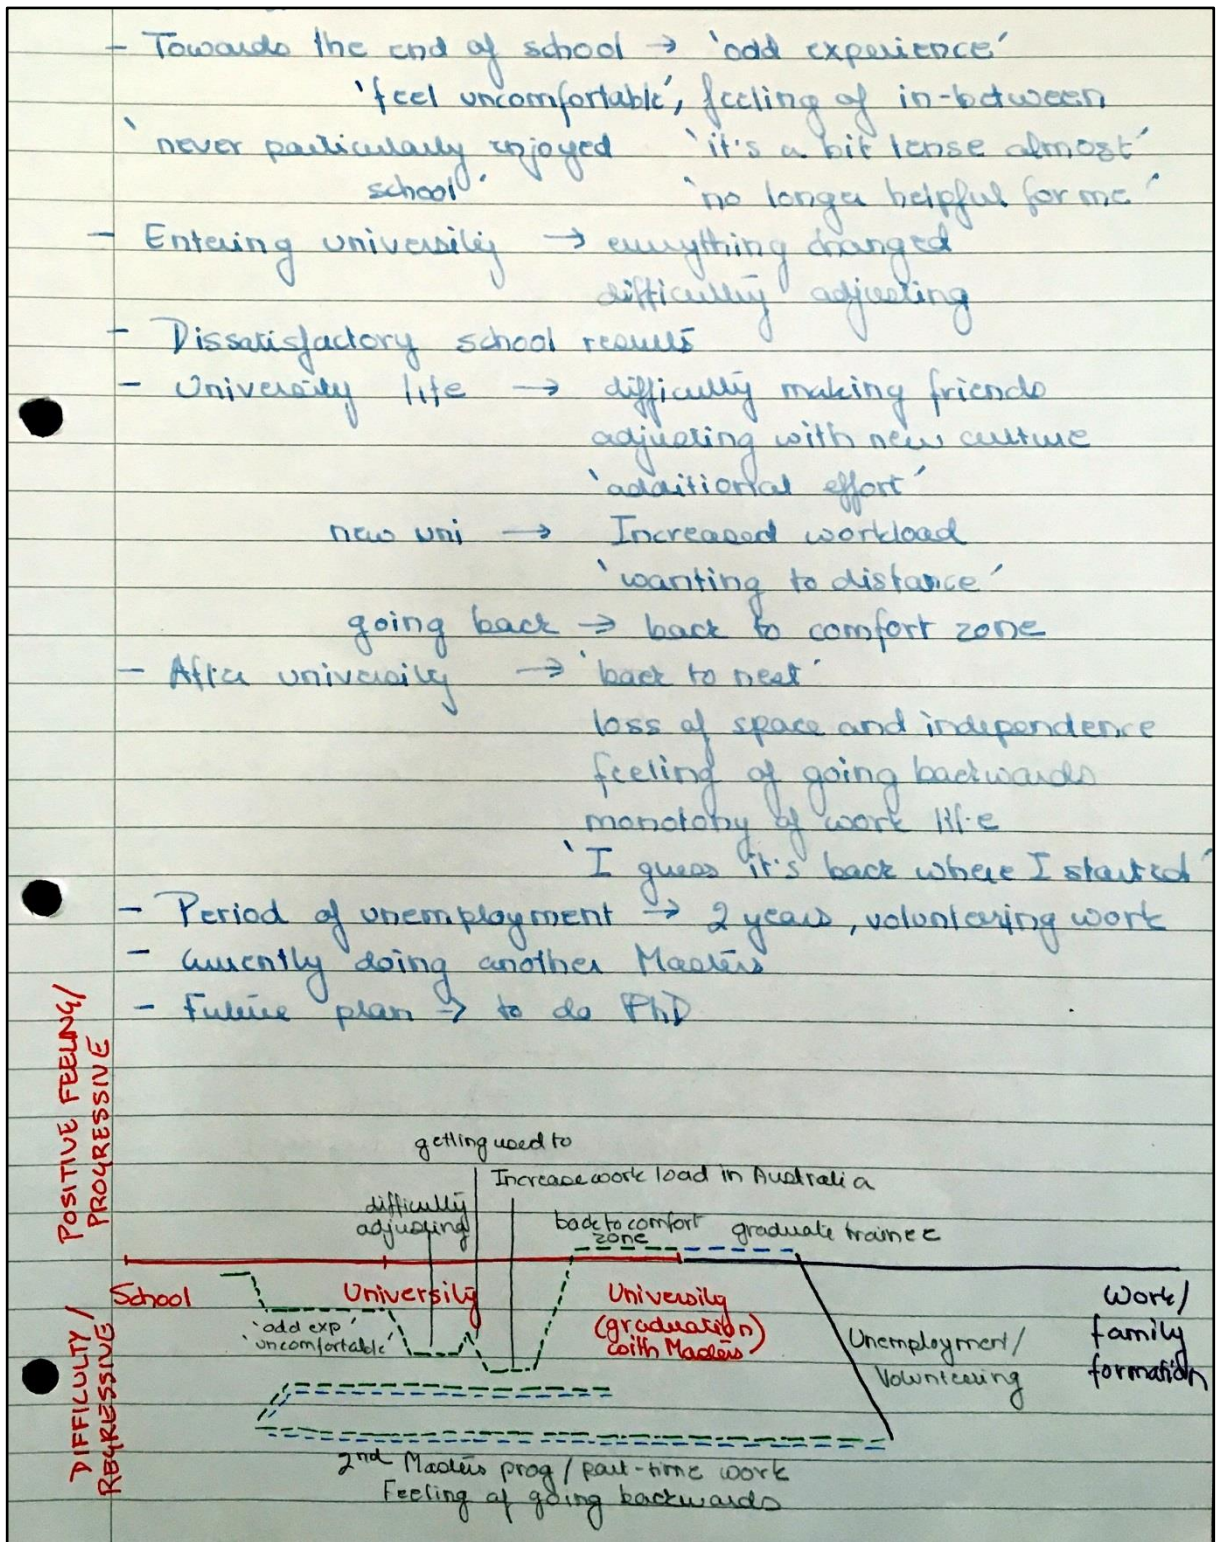 - Towards the end of school → 'odd experience'
'feel uncomfortable', feeling of in-between
'never particularly enjoyed 'it's a bit tense almost'
school' 'no longer helpful for me'
- Entering university → everything changed
difficulty adjusting
- Dissatisfactory school results
- University life → difficulty making friends
adjusting with new culture
'additional effort'
new uni → Increased workload
'wanting to distance'
going back → back to comfort zone
- After university → 'back to nest'
loss of space and independence
feeling of going backwards
monotony of work life
'I guess it's back where I started'
- Period of unemployment → 2 years, volunteering work
- Currently doing another Masters
- Future plan → to do PhD
POSITIVE FEELING/
PROGRESSIVE
getting used to
Increase work load in Australia
difficulty
adjusting
back to comfort
zone
graduate trainee
DIFFICULTY/
REGRESSIVE
School
University
University
(graduation)
with Masters
Work/
family
formation
'odd exp'
'uncomfortable'
Unemployment/
Volunteering
2nd Masters prog/part-time work
Feeling of going backwards